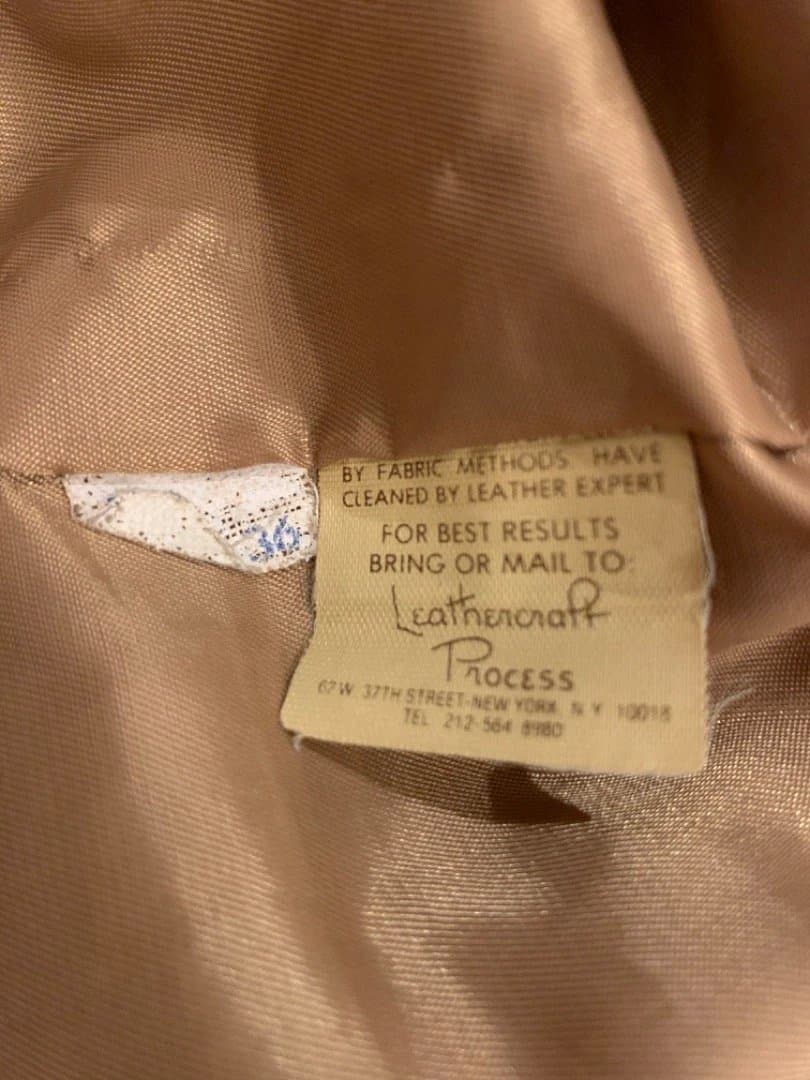 36
BY FABRIC METHODS HAVE
CLEANED BY LEATHER EXPERT
FOR BEST RESULTS
BRING OR MAIL TO:
Leathercraft
Process
67 W 37TH STREET-NEW YORK N Y 10018
TEL 212-564 8980